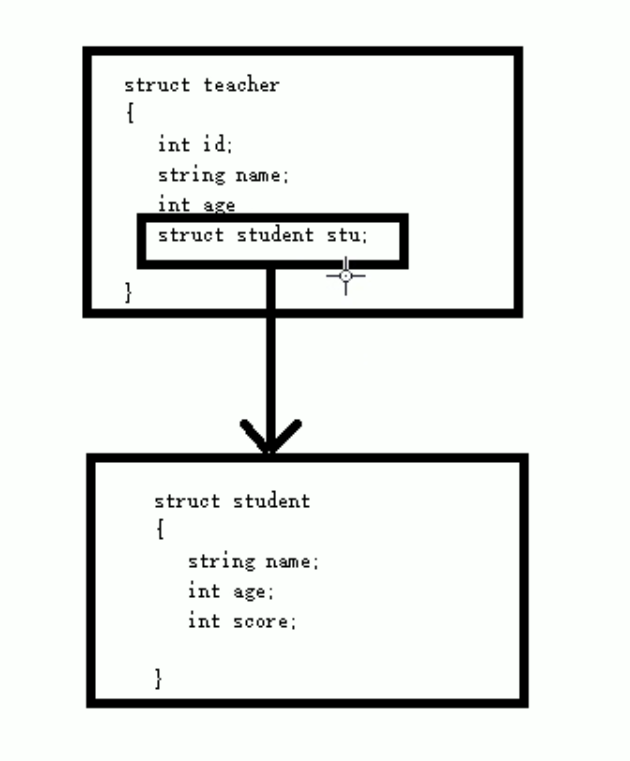 struct teacher
{
int id;
string name;
int age
struct student stu;
}
struct student
{
string name;
int age;
int score;
}